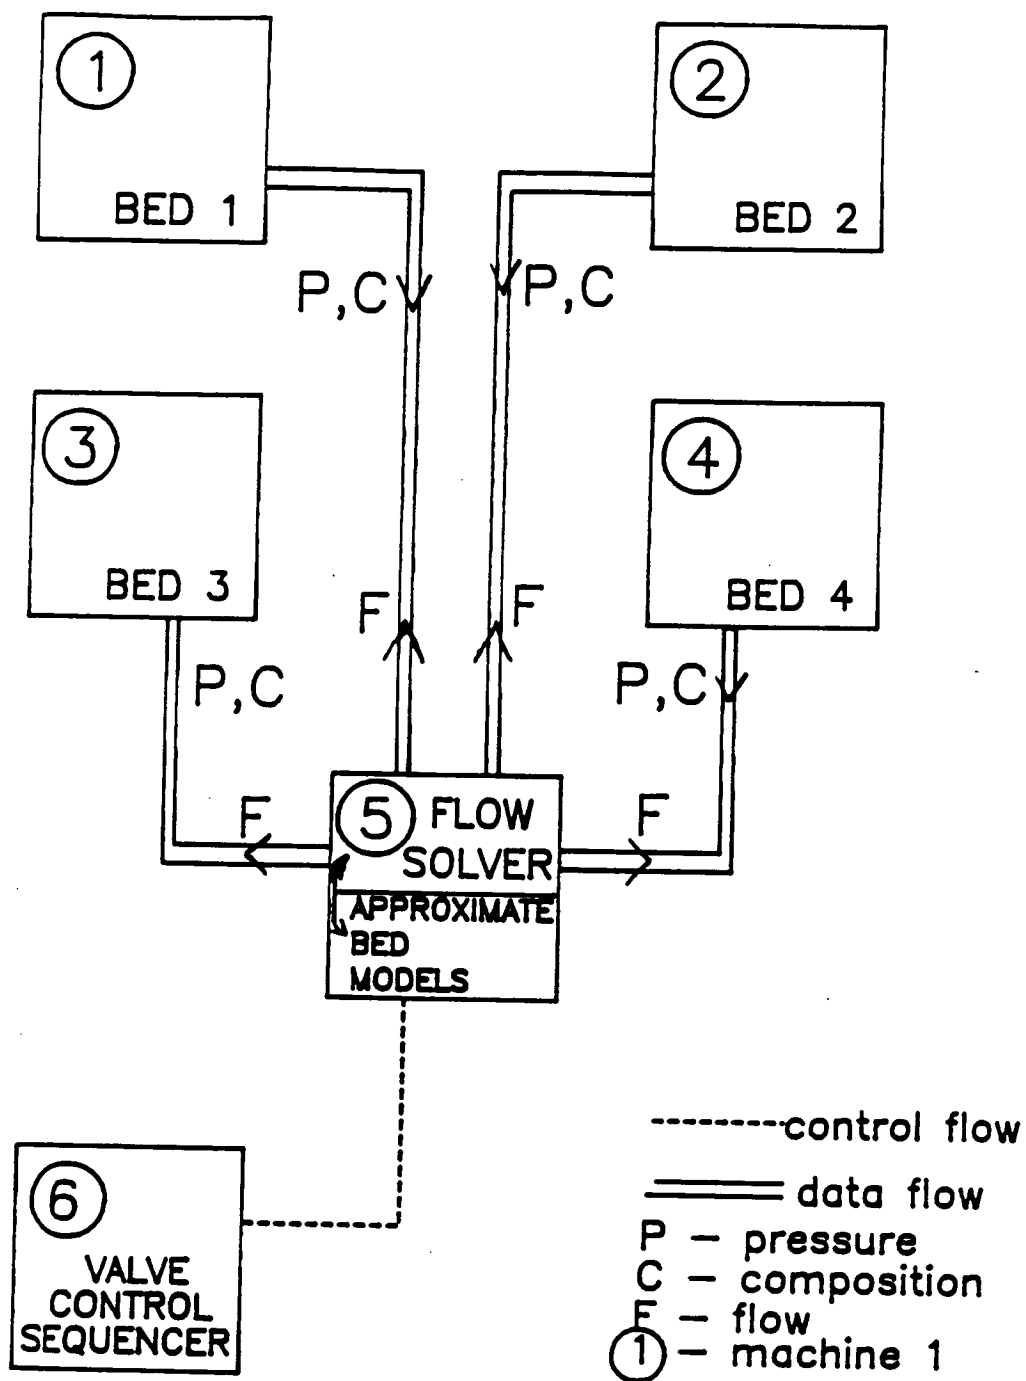 1
BED 1
2
BED 2
P,C
P,C
3
BED 3
4
BED 4
F
F
P,C
P,C
F
5 FLOW
SOLVER
F
APPROXIMATE
BED
MODELS
6
VALVE
CONTROL
SEQUENCER
control flow
data flow
P – pressure
C – composition
F – flow
1 – machine 1